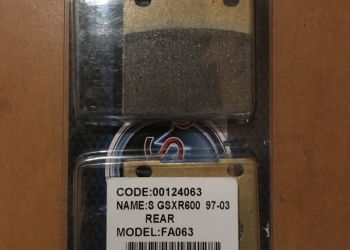 CODE:00124063
NAME:S GSXR600 97-03
REAR
MODEL:FA063